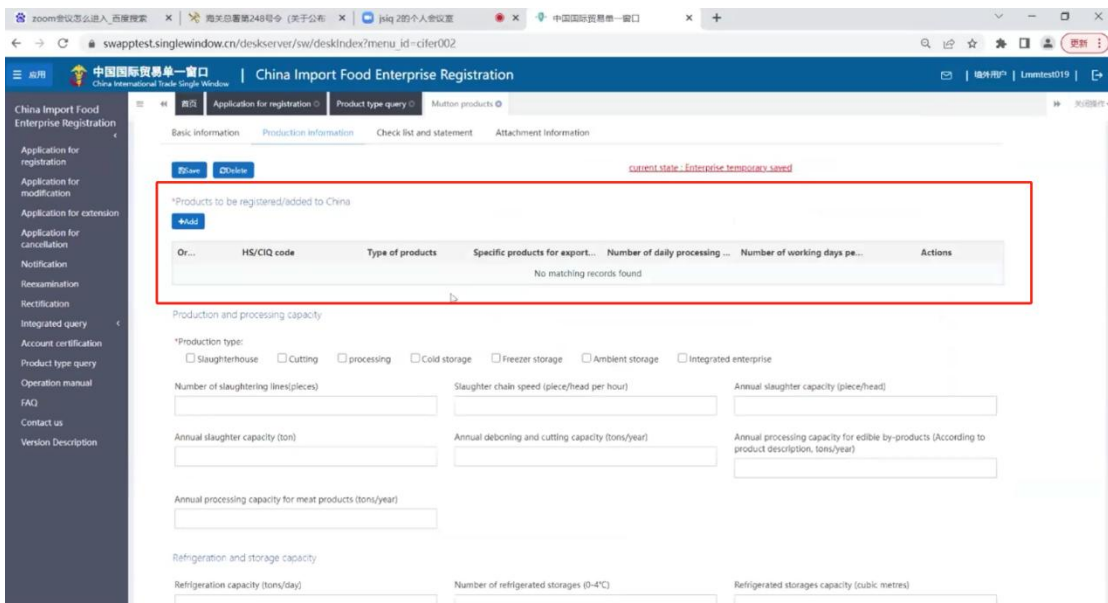 zoom会议怎么进入_百度搜索
海关总署第248号令 (关于公布
jsiq 2的个人会议室
中国国际贸易单一窗口
swapptest.singlewindow.cn/deskserver/sw/deskIndex?menu_id=cifer002
更新
应用
中国国际贸易单一窗口
China International Trade Single Window
China Import Food Enterprise Registration
境外用户
Lmmtest019
China Import Food
Enterprise Registration
Application for
registration
Application for
modification
Application for extension
Application for
cancellation
Notification
Reexamination
Rectification
Integrated query
Account certification
Product type query
Operation manual
FAQ
Contact us
Version Description
首页
Application for registration
Product type query
Mutton products
关闭操作
Basic information
Production information
Check list and statement
Attachment Information
Save
Delete
current state : Enterprise temporary saved
*Products to be registered/added to China
+Add
Or... HS/CIQ code Type of products Specific products for export... Number of daily processing ... Number of working days pe... Actions
No matching records found
Production and processing capacity
*Production type:
Slaughterhouse Cutting processing Cold storage Freezer storage Ambient storage Integrated enterprise
Number of slaughtering lines(pieces)
Slaughter chain speed (piece/head per hour)
Annual slaughter capacity (piece/head)
Annual slaughter capacity (ton)
Annual deboning and cutting capacity (tons/year)
Annual processing capacity for edible by-products (According to
product description, tons/year)
Annual processing capacity for meat products (tons/year)
Refrigeration and storage capacity
Refrigeration capacity (tons/day)
Number of refrigerated storages (0-4℃)
Refrigerated storages capacity (cubic metres)